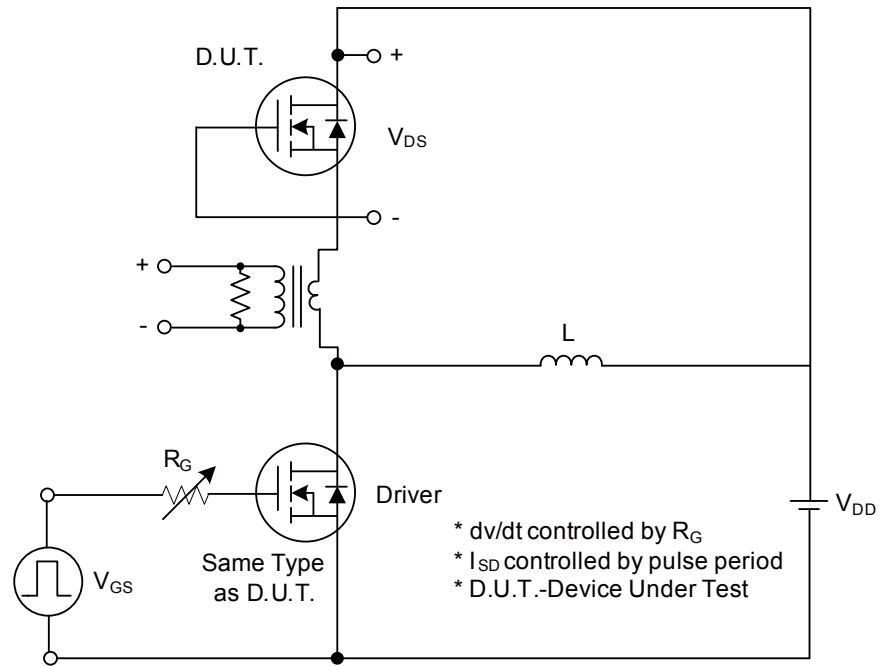 D.U.T.
+
V_DS
-
+
-
L
R_G
Driver
V_DD
Same Type
as D.U.T.
V_GS
* dv/dt controlled by R_G
* I_SD controlled by pulse period
* D.U.T.-Device Under Test